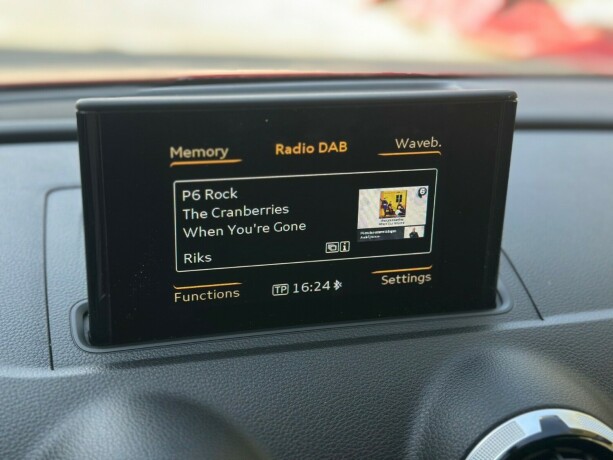 Memory
Radio DAB
Waveb.
P6 Rock
The Cranberries
When You're Gone
Riks
Functions
TP 16:24
Settings